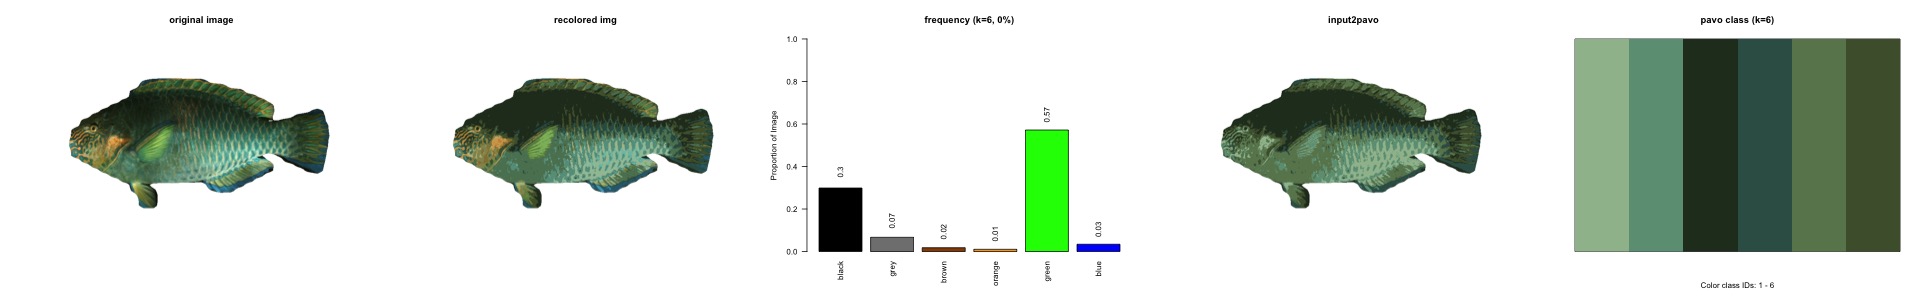 original image
recolored img
frequency (k=6, 0%)
input2pavo
pavo class (k=6)
Proportion of Image
1.0
0.8
0.6
0.4
0.2
0.0
0.3
0.07
0.02
0.01
0.57
0.03
black
grey
brown
orange
green
blue
Color class IDs: 1 - 6